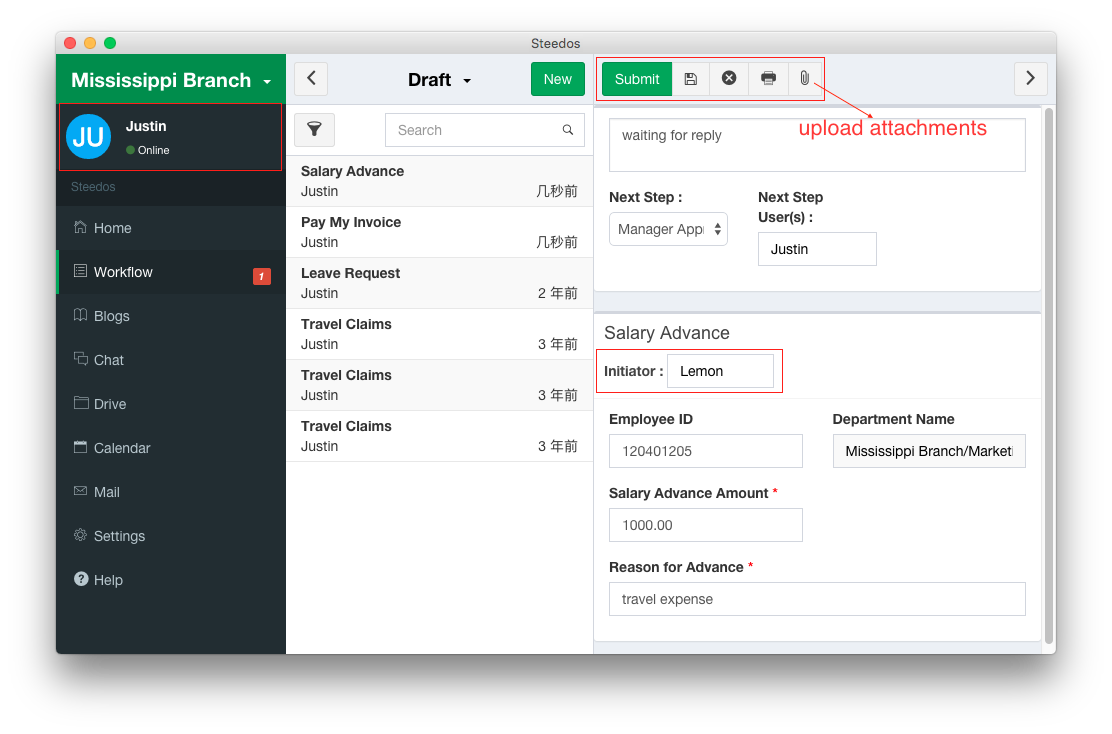 Steedos
Mississippi Branch
JU
Justin
Online
Steedos
Home
Workflow
1
Blogs
Chat
Drive
Calendar
Mail
Settings
Help
Draft
New
Search
Salary Advance
Justin 几秒前
Pay My Invoice
Justin 几秒前
Leave Request
Justin 2 年前
Travel Claims
Justin 3 年前
Travel Claims
Justin 3 年前
Travel Claims
Justin 3 年前
Submit
upload attachments
waiting for reply
Next Step :
Manager Appr
Next Step
User(s) :
Justin
Salary Advance
Initiator : Lemon
Employee ID
120401205
Department Name
Mississippi Branch/Marketi
Salary Advance Amount *
1000.00
Reason for Advance *
travel expense